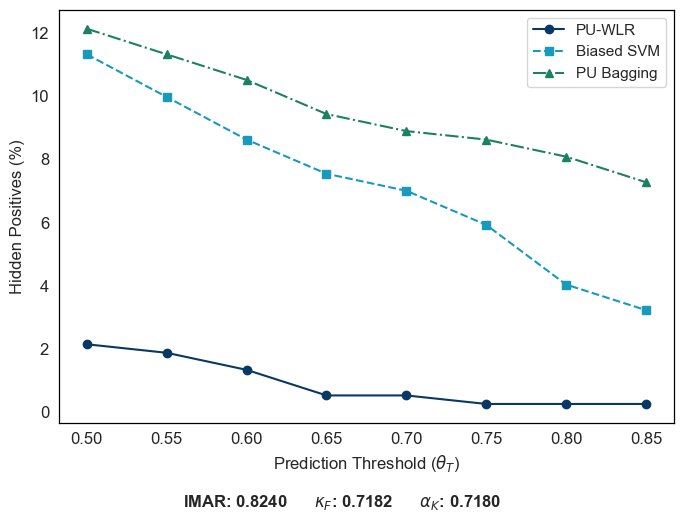 PU-WLR
Biased SVM
PU Bagging
12
10
8
6
4
2
0
Hidden Positives (%)
0.50 0.55 0.60 0.65 0.70 0.75 0.80 0.85
Prediction Threshold (θ_T)
IMAR: 0.8240 κ_F: 0.7182 α_K: 0.7180